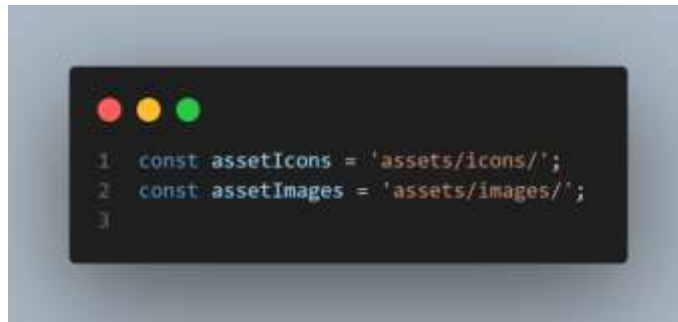 1 const assetIcons = 'assets/icons/';
2 const assetImages = 'assets/images/';
3